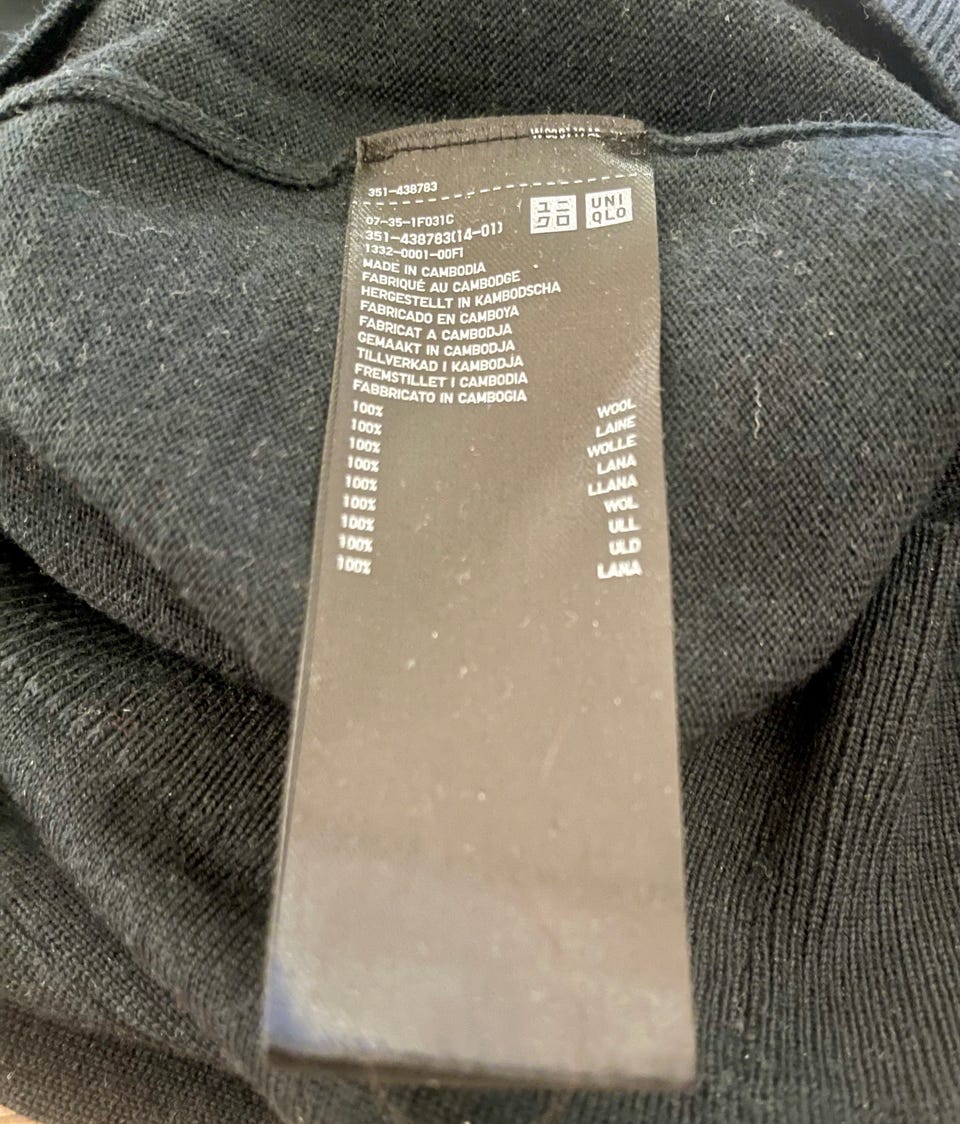 351-438783
ユニ
クロ
UNI
QLO
07-35-1F031C
351-438783(14-01)
1332-0001-00F1
MADE IN CAMBODIA
FABRIQUÉ AU CAMBODGE
HERGESTELLT IN KAMBODSCHA
FABRICADO EN CAMBOYA
FABRICAT A CAMBODJA
GEMAAKT IN CAMBODJA
TILLVERKAD I KAMBODJA
FREMSTILLET I CAMBODIA
FABBRICATO IN CAMBOGIA
100% WOOL
100% LAINE
100% WOLLE
100% LANA
100% LLANA
100% WOL
100% ULL
100% ULD
100% LANA